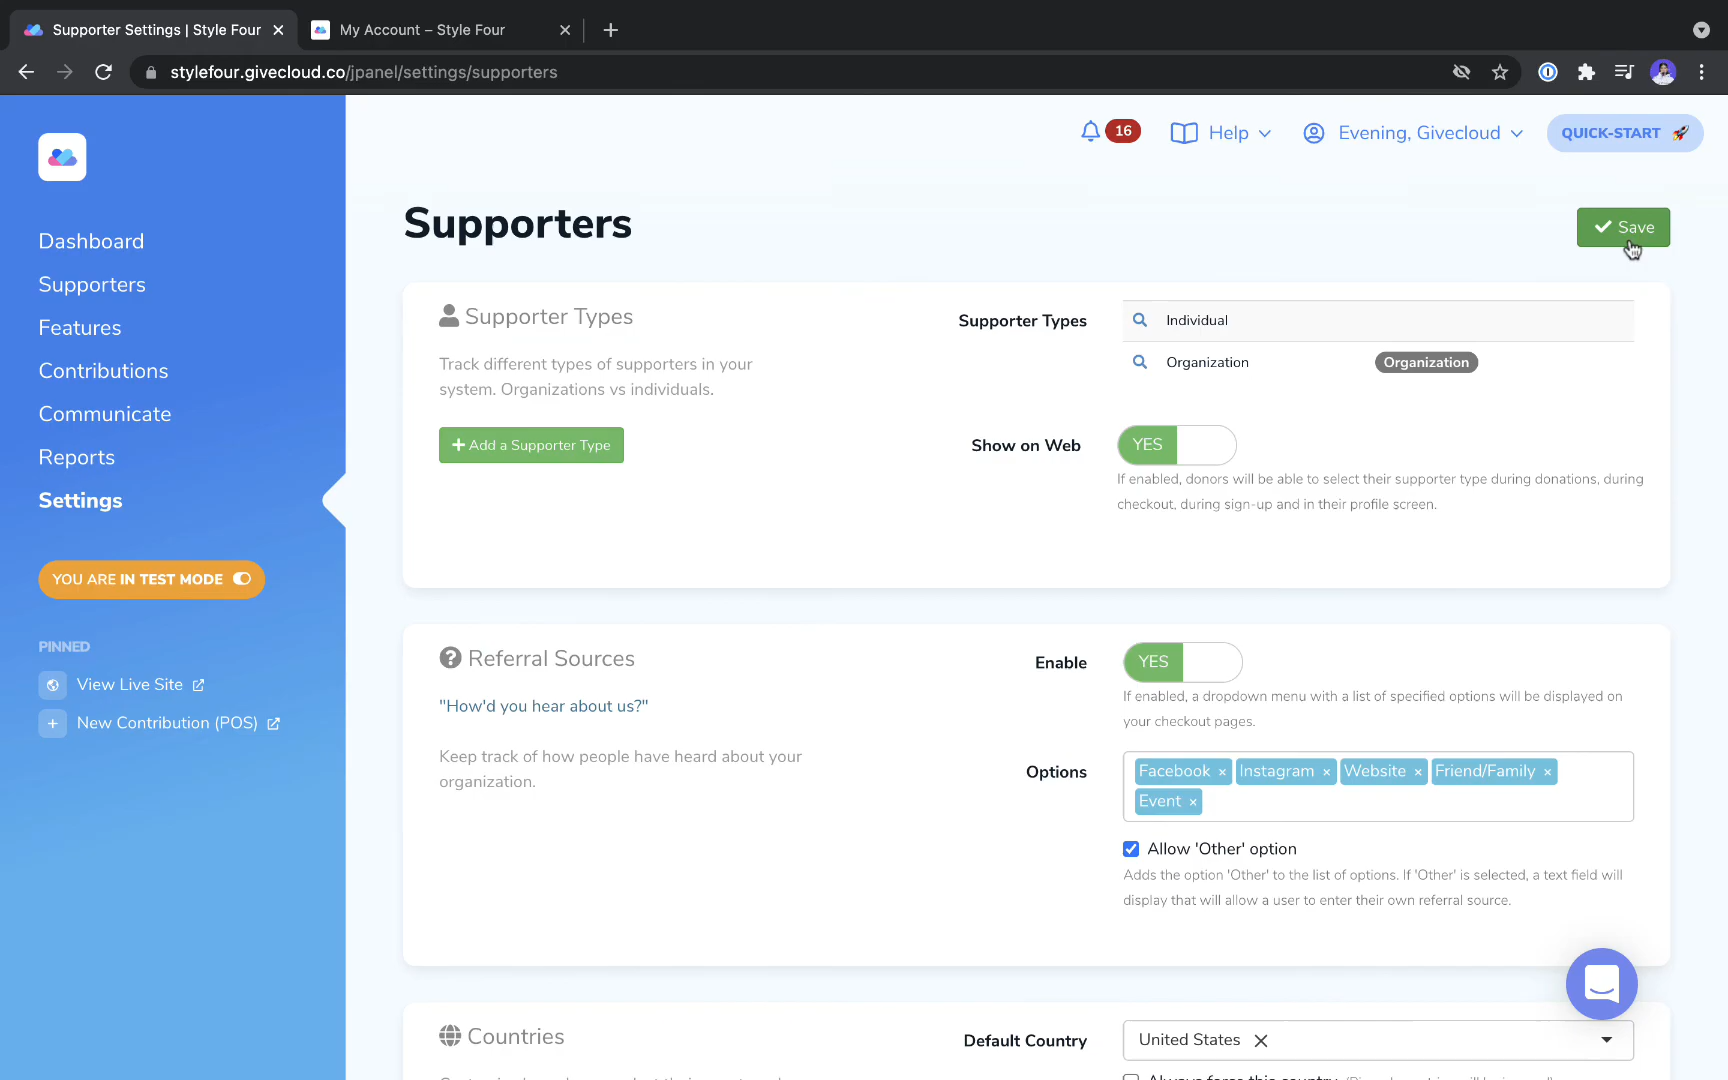 Supporter Settings | Style Four
My Account – Style Four
stylefour.givecloud.co/jpanel/settings/supporters
16
Help
Evening, Givecloud
QUICK-START
Dashboard
Supporters
Features
Contributions
Communicate
Reports
Settings
YOU ARE IN TEST MODE
PINNED
View Live Site
New Contribution (POS)
Supporters
Save
Supporter Types
Track different types of supporters in your
system. Organizations vs individuals.
Add a Supporter Type
Supporter Types
Individual
Organization Organization
Show on Web
YES
If enabled, donors will be able to select their supporter type during donations, during
checkout, during sign-up and in their profile screen.
Referral Sources
"How'd you hear about us?"
Keep track of how people have heard about your
organization.
Enable
YES
If enabled, a dropdown menu with a list of specified options will be displayed on
your checkout pages.
Options
Facebook × Instagram × Website × Friend/Family ×
Event ×
Allow 'Other' option
Adds the option 'Other' to the list of options. If 'Other' is selected, a text field will
display that will allow a user to enter their own referral source.
Countries
Default Country
United States
Always force this country